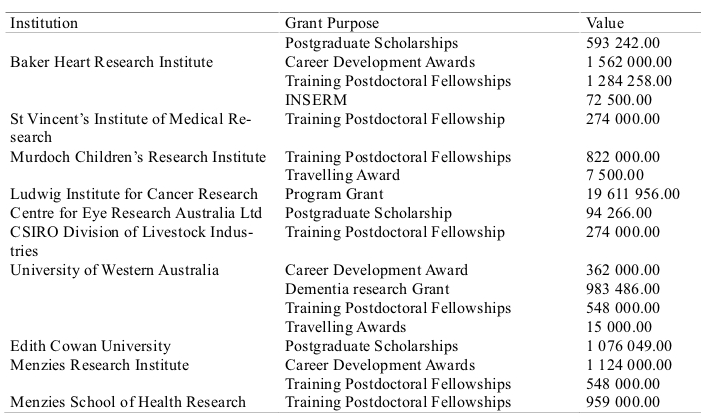 Institution Grant Purpose Value
Postgraduate Scholarships 593 242.00
Baker Heart Research Institute Career Development Awards 1 562 000.00
Training Postdoctoral Fellowships 1 284 258.00
INSERM 72 500.00
St Vincent's Institute of Medical Re- Training Postdoctoral Fellowship 274 000.00
search
Murdoch Children's Research Institute Training Postdoctoral Fellowships 822 000.00
Travelling Award 7 500.00
Ludwig Institute for Cancer Research Program Grant 19 611 956.00
Centre for Eye Research Australia Ltd Postgraduate Scholarship 94 266.00
CSIRO Division of Livestock Indus- Training Postdoctoral Fellowship 274 000.00
tries
University of Western Australia Career Development Award 362 000.00
Dementia research Grant 983 486.00
Training Postdoctoral Fellowships 548 000.00
Travelling Awards 15 000.00
Edith Cowan University Postgraduate Scholarships 1 076 049.00
Menzies Research Institute Career Development Awards 1 124 000.00
Training Postdoctoral Fellowships 548 000.00
Menzies School of Health Research Training Postdoctoral Fellowships 959 000.00